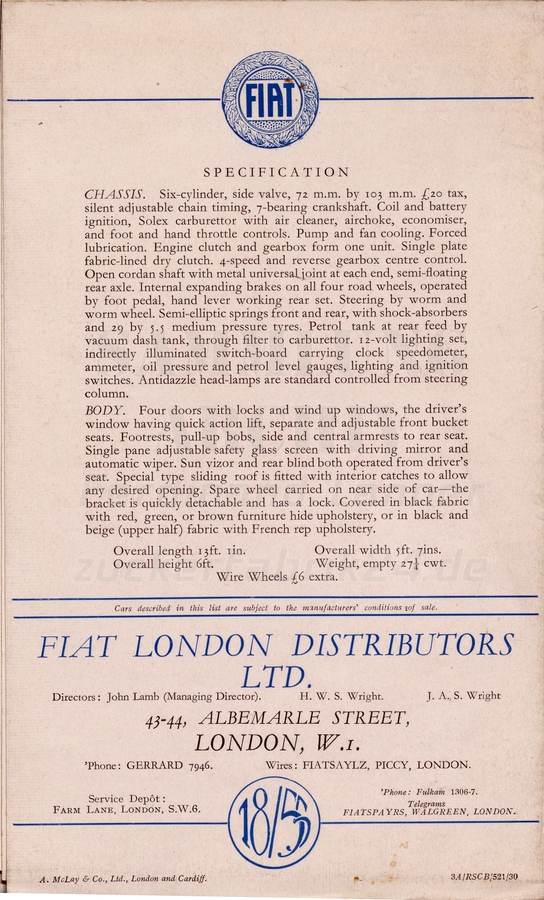 FIAT
SPECIFICATION
CHASSIS. Six-cylinder, side valve, 72 m.m. by 103 m.m. £20 tax,
silent adjustable chain timing, 7-bearing crankshaft. Coil and battery
ignition, Solex carburettor with air cleaner, airchoke, economiser,
and foot and hand throttle controls. Pump and fan cooling. Forced
lubrication. Engine clutch and gearbox form one unit. Single plate
fabric-lined dry clutch. 4-speed and reverse gearbox centre control.
Open cordan shaft with metal universal joint at each end, semi-floating
rear axle. Internal expanding brakes on all four road wheels, operated
by foot pedal, hand lever working rear set. Steering by worm and
worm wheel. Semi-elliptic springs front and rear, with shock-absorbers
and 29 by 5.5 medium pressure tyres. Petrol tank at rear feed by
vacuum dash tank, through filter to carburettor. 12-volt lighting set,
indirectly illuminated switch-board carrying clock speedometer,
ammeter, oil pressure and petrol level gauges, lighting and ignition
switches. Antidazzle head-lamps are standard controlled from steering
column.
BODY. Four doors with locks and wind up windows, the driver's
window having quick action lift, separate and adjustable front bucket
seats. Footrests, pull-up bobs, side and central armrests to rear seat.
Single pane adjustable safety glass screen with driving mirror and
automatic wiper. Sun vizor and rear blind both operated from driver's
seat. Special type sliding roof is fitted with interior catches to allow
any desired opening. Spare wheel carried on near side of car—the
bracket is quickly detachable and has a lock. Covered in black fabric
with red, green, or brown furniture hide upholstery, or in black and
beige (upper half) fabric with French rep upholstery.
Overall length 13ft. 1in. Overall width 5ft. 7ins.
Overall height 6ft. Weight, empty 27½ cwt.
Wire Wheels £6 extra.
Cars described in this list are subject to the manufacturers' conditions of sale.
FIAT LONDON DISTRIBUTORS
LTD.
Directors: John Lamb (Managing Director). H. W. S. Wright. J. A. S. Wright
43-44, ALBEMARLE STREET,
LONDON, W.1.
'Phone: GERRARD 7946. Wires: FIATSAYLZ, PICCY, LONDON.
Service Depôt:
FARM LANE, LONDON, S.W.6.
18/55
'Phone: Fulham 1306-7.
Telegrams
FIATSPAYRS, WALGREEN, LONDON.
A. McLay & Co., Ltd., London and Cardiff.
3A/RSCB/521/30